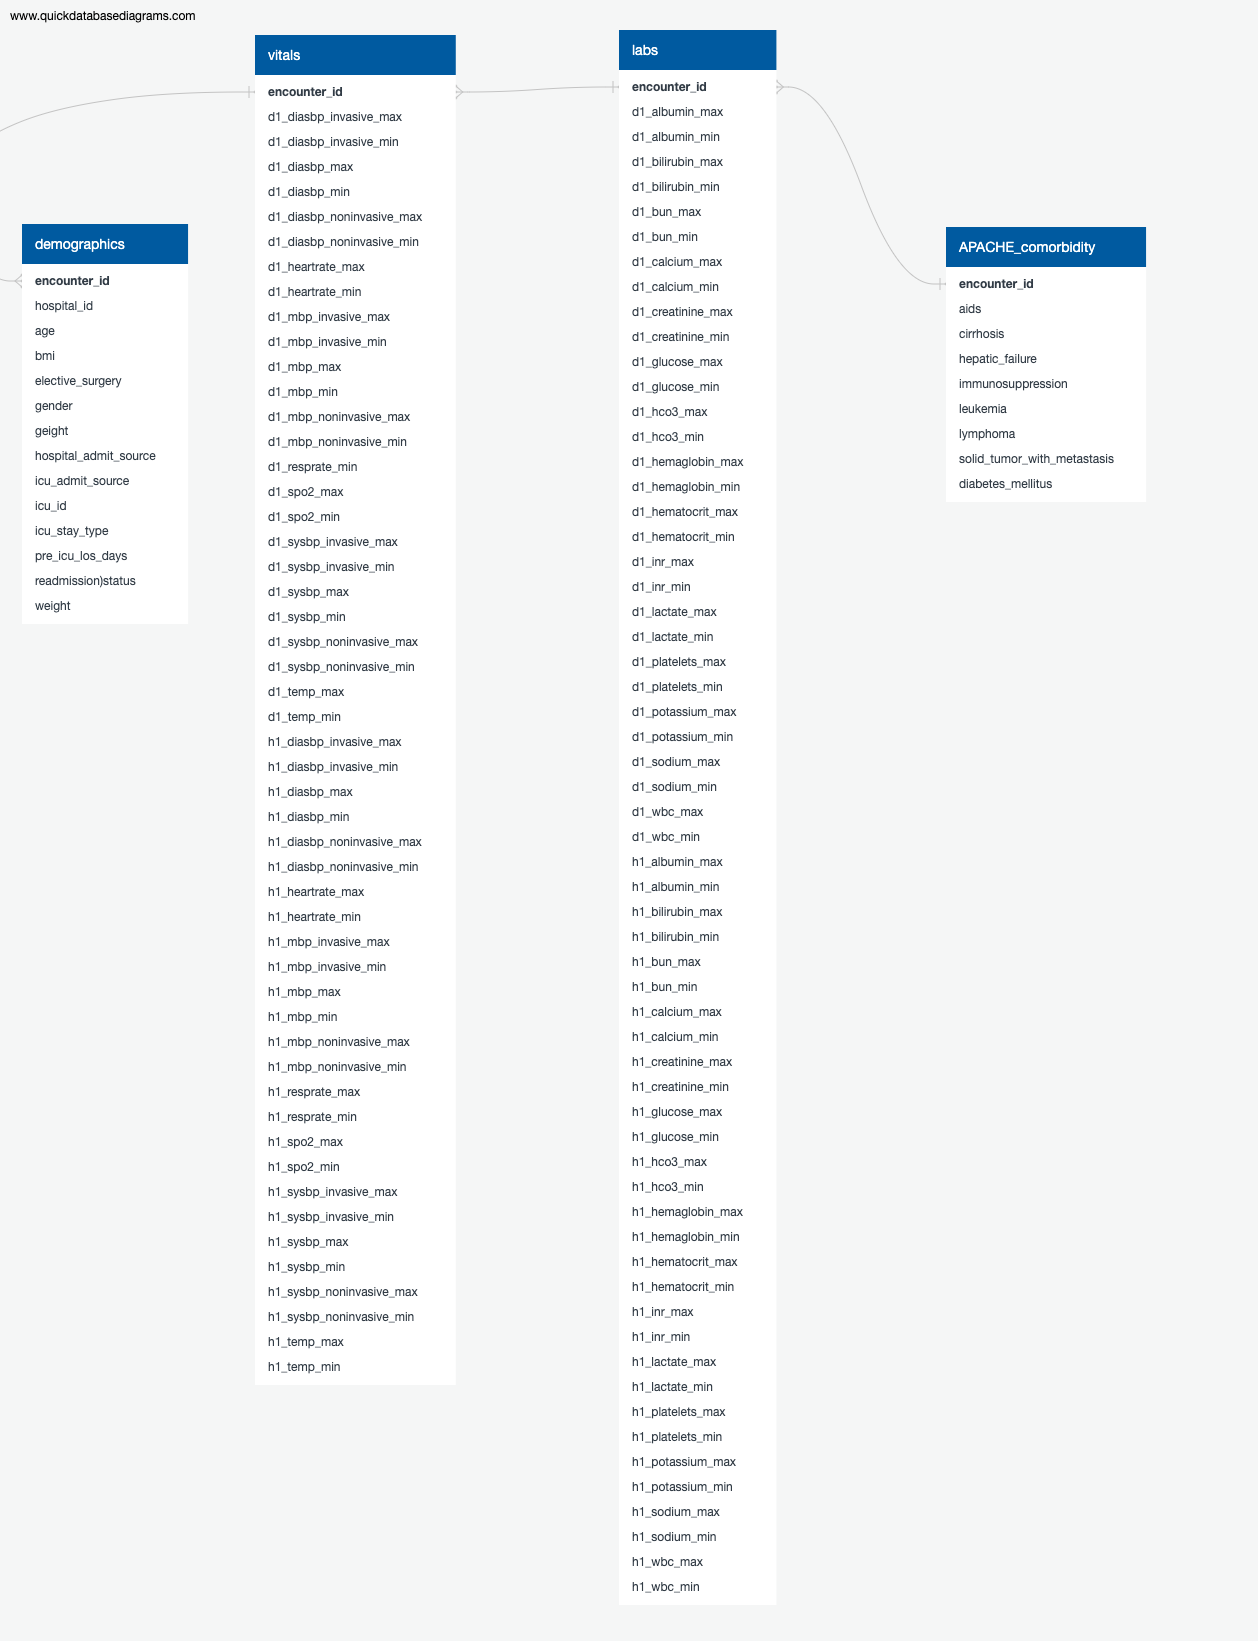 www.quickdatabasediagrams.com
demographics
encounter_id
hospital_id
age
bmi
elective_surgery
gender
geight
hospital_admit_source
icu_admit_source
icu_id
icu_stay_type
pre_icu_los_days
readmission)status
weight
vitals
encounter_id
d1_diasbp_invasive_max
d1_diasbp_invasive_min
d1_diasbp_max
d1_diasbp_min
d1_diasbp_noninvasive_max
d1_diasbp_noninvasive_min
d1_heartrate_max
d1_heartrate_min
d1_mbp_invasive_max
d1_mbp_invasive_min
d1_mbp_max
d1_mbp_min
d1_mbp_noninvasive_max
d1_mbp_noninvasive_min
d1_resprate_min
d1_spo2_max
d1_spo2_min
d1_sysbp_invasive_max
d1_sysbp_invasive_min
d1_sysbp_max
d1_sysbp_min
d1_sysbp_noninvasive_max
d1_sysbp_noninvasive_min
d1_temp_max
d1_temp_min
h1_diasbp_invasive_max
h1_diasbp_invasive_min
h1_diasbp_max
h1_diasbp_min
h1_diasbp_noninvasive_max
h1_diasbp_noninvasive_min
h1_heartrate_max
h1_heartrate_min
h1_mbp_invasive_max
h1_mbp_invasive_min
h1_mbp_max
h1_mbp_min
h1_mbp_noninvasive_max
h1_mbp_noninvasive_min
h1_resprate_max
h1_resprate_min
h1_spo2_max
h1_spo2_min
h1_sysbp_invasive_max
h1_sysbp_invasive_min
h1_sysbp_max
h1_sysbp_min
h1_sysbp_noninvasive_max
h1_sysbp_noninvasive_min
h1_temp_max
h1_temp_min
labs
encounter_id
d1_albumin_max
d1_albumin_min
d1_bilirubin_max
d1_bilirubin_min
d1_bun_max
d1_bun_min
d1_calcium_max
d1_calcium_min
d1_creatinine_max
d1_creatinine_min
d1_glucose_max
d1_glucose_min
d1_hco3_max
d1_hco3_min
d1_hemaglobin_max
d1_hemaglobin_min
d1_hematocrit_max
d1_hematocrit_min
d1_inr_max
d1_inr_min
d1_lactate_max
d1_lactate_min
d1_platelets_max
d1_platelets_min
d1_potassium_max
d1_potassium_min
d1_sodium_max
d1_sodium_min
d1_wbc_max
d1_wbc_min
h1_albumin_max
h1_albumin_min
h1_bilirubin_max
h1_bilirubin_min
h1_bun_max
h1_bun_min
h1_calcium_max
h1_calcium_min
h1_creatinine_max
h1_creatinine_min
h1_glucose_max
h1_glucose_min
h1_hco3_max
h1_hco3_min
h1_hemaglobin_max
h1_hemaglobin_min
h1_hematocrit_max
h1_hematocrit_min
h1_inr_max
h1_inr_min
h1_lactate_max
h1_lactate_min
h1_platelets_max
h1_platelets_min
h1_potassium_max
h1_potassium_min
h1_sodium_max
h1_sodium_min
h1_wbc_max
h1_wbc_min
APACHE_comorbidity
encounter_id
aids
cirrhosis
hepatic_failure
immunosuppression
leukemia
lymphoma
solid_tumor_with_metastasis
diabetes_mellitus